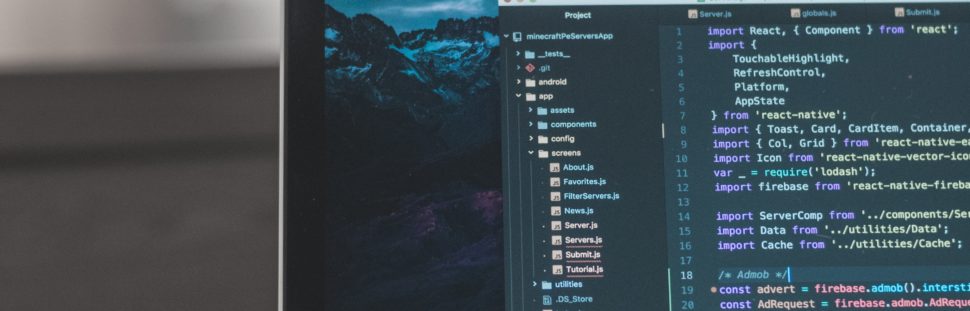 Project
minecraftPeServersApp
__tests__
.git
android
app
assets
components
config
screens
About.js
Favorites.js
FilterServers.js
News.js
Server.js
Servers.js
Submit.js
Tutorial.js
utilities
.DS_Store
Server.js globals.js Submit.js
1 import React, { Component } from 'react';
2 import {
3 TouchableHighlight,
4 RefreshControl,
5 Platform,
6 AppState
7 } from 'react-native';
8 import { Toast, Card, CardItem, Container,
9 import { Col, Grid } from 'react-native-ea
10 import Icon from 'react-native-vector-ico
11 var _ = require('lodash');
12 import firebase from 'react-native-fireba
13
14 import ServerComp from '../components/Se
15 import Data from '../utilities/Data';
16 import Cache from '../utilities/Cache';
17
18 /* Admob */
19 const advert = firebase.admob().intersti
20 const AdRequest = firebase.admob.AdReque